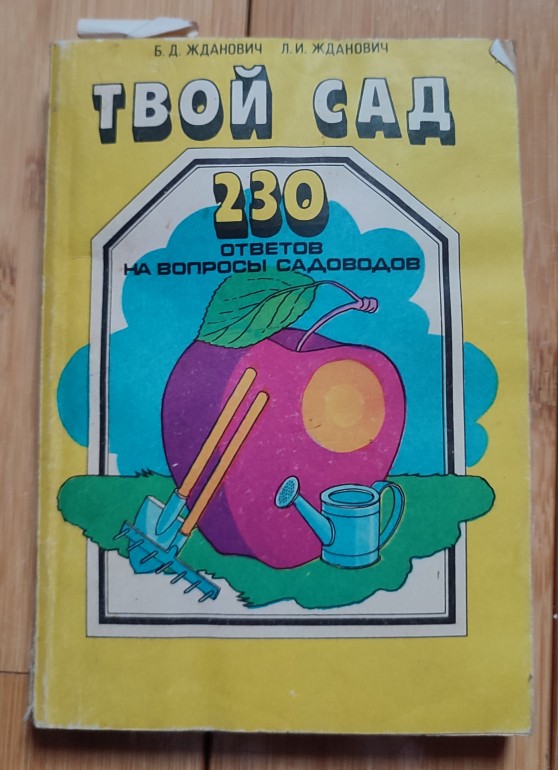 Б. Д. ЖДАНОВИЧ Л. И. ЖДАНОВИЧ
ТВОЙ САД
230
ОТВЕТОВ
НА ВОПРОСЫ САДОВОДОВ